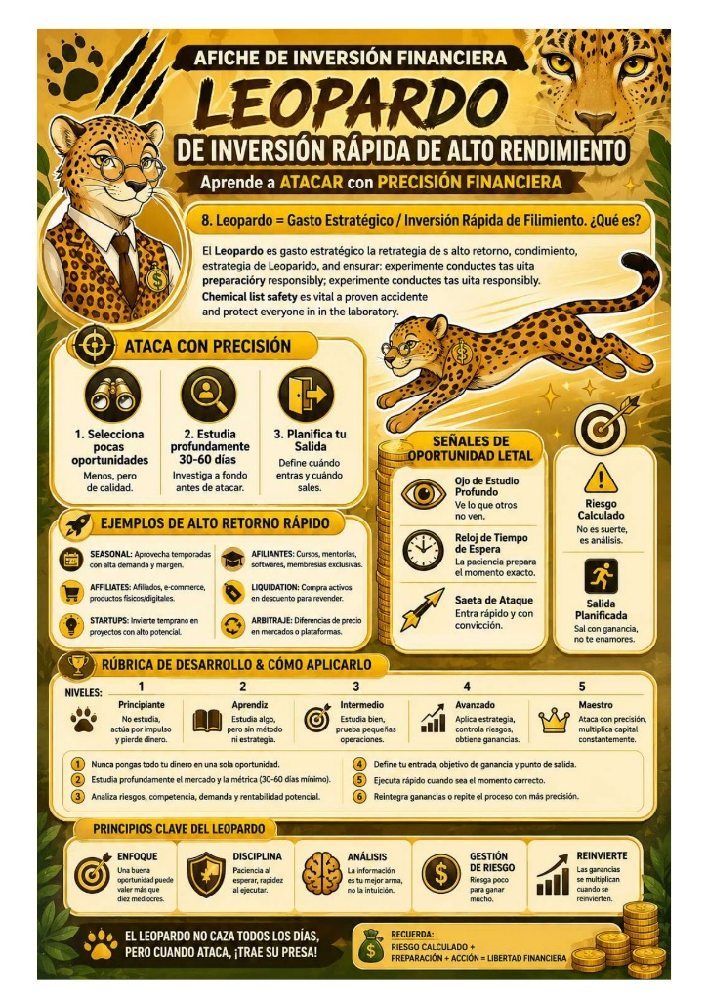 AFICHE DE INVERSIÓN FINANCIERA
LEOPARDO
DE INVERSIÓN RÁPIDA DE ALTO RENDIMIENTO
Aprende a ATACAR con PRECISIÓN FINANCIERA
8. Leopardo = Gasto Estratégico / Inversión Rápida de Filimiento. ¿Qué es?
El Leopardo es gasto estratégico la retrategia de s alto retorno, condimiento,
estrategia de Leoparido, and ensurar: experimente conductes tas uita
preparacióry responsibly; experimente conductes tas uita responsibly.
Chemical list safety es vital a proven accidente
and protect everyone in in the laboratory.
ATACA CON PRECISIÓN
1. Selecciona
pocas
oportunidades
Menos, pero
de calidad.
2. Estudia
profundamente
30-60 días
Investiga a fondo
antes de atacar.
3. Planifica tu
Salida
Define cuándo
entras y cuándo
sales.
SEÑALES DE
OPORTUNIDAD LETAL
Ojo de Estudio
Profundo
Ve lo que otros
no ven.
Reloj de Tiempo
de Espera
La paciencia prepara
el momento exacto.
Saeta de Ataque
Entra rápido y con
convicción.
Riesgo
Calculado
No es suerte,
es análisis.
Salida
Planificada
Sal con ganancia,
no te enamores.
EJEMPLOS DE ALTO RETORNO RÁPIDO
SEASONAL: Aprovecha temporadas
con alta demanda y margen.
AFFILIATES: Afiliados, e-commerce,
productos físicos/digitales.
STARTUPS: Invierte temprano en
proyectos con alto potencial.
AFILIANTES: Cursos, mentorías,
softwares, membresías exclusivas.
LIQUIDATION: Compra activos
en descuento para revender.
ARBITRAJE: Diferencias de precio
en mercados o plataformas.
RÚBRICA DE DESARROLLO & CÓMO APLICARLO
NIVELES:
1
Principiante
No estudia,
actúa por impulso
y pierde dinero.
2
Aprendiz
Estudia algo,
pero sin método
ni estrategia.
3
Intermedio
Estudia bien,
prueba pequeñas
operaciones.
4
Avanzado
Aplica estrategia,
controla riesgos,
obtiene ganancias.
5
Maestro
Ataca con precisión,
multiplica capital
constantemente.
1 Nunca pongas todo tu dinero en una sola oportunidad.
2 Estudia profundamente el mercado y la métrica (30-60 días mínimo).
3 Analiza riesgos, competencia, demanda y rentabilidad potencial.
4 Define tu entrada, objetivo de ganancia y punto de salida.
5 Ejecuta rápido cuando sea el momento correcto.
6 Reintegra ganancias o repite el proceso con más precisión.
PRINCIPIOS CLAVE DEL LEOPARDO
ENFOQUE
Una buena
oportunidad puede
valer más que
diez mediocres.
DISCIPLINA
Paciencia al
esperar, rapidez
al ejecutar.
ANÁLISIS
La información
es tu mejor arma,
no la intuición.
GESTIÓN
DE RIESGO
Riesga poco
para ganar
mucho.
REINVIERTE
Las ganancias
se multiplican
cuando se
reinvierten.
EL LEOPARDO NO CAZA TODOS LOS DÍAS,
PERO CUANDO ATACA, ¡TRAE SU PRESA!
RECUERDA:
RIESGO CALCULADO +
PREPARACIÓN + ACCIÓN = LIBERTAD FINANCIERA